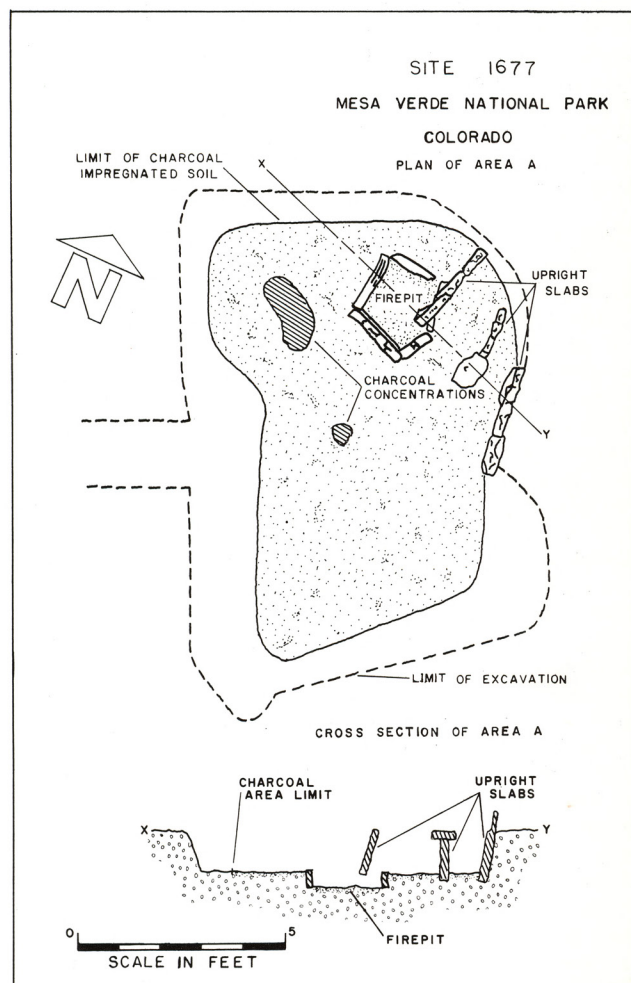 SITE 1677
MESA VERDE NATIONAL PARK
COLORADO
PLAN OF AREA A
LIMIT OF CHARCOAL
IMPREGNATED SOIL
X
N
UPRIGHT
SLABS
FIREPIT
CHARCOAL
CONCENTRATIONS
Y
LIMIT OF EXCAVATION
CROSS SECTION OF AREA A
CHARCOAL
AREA LIMIT
UPRIGHT
SLABS
X
Y
FIREPIT
0 5
SCALE IN FEET